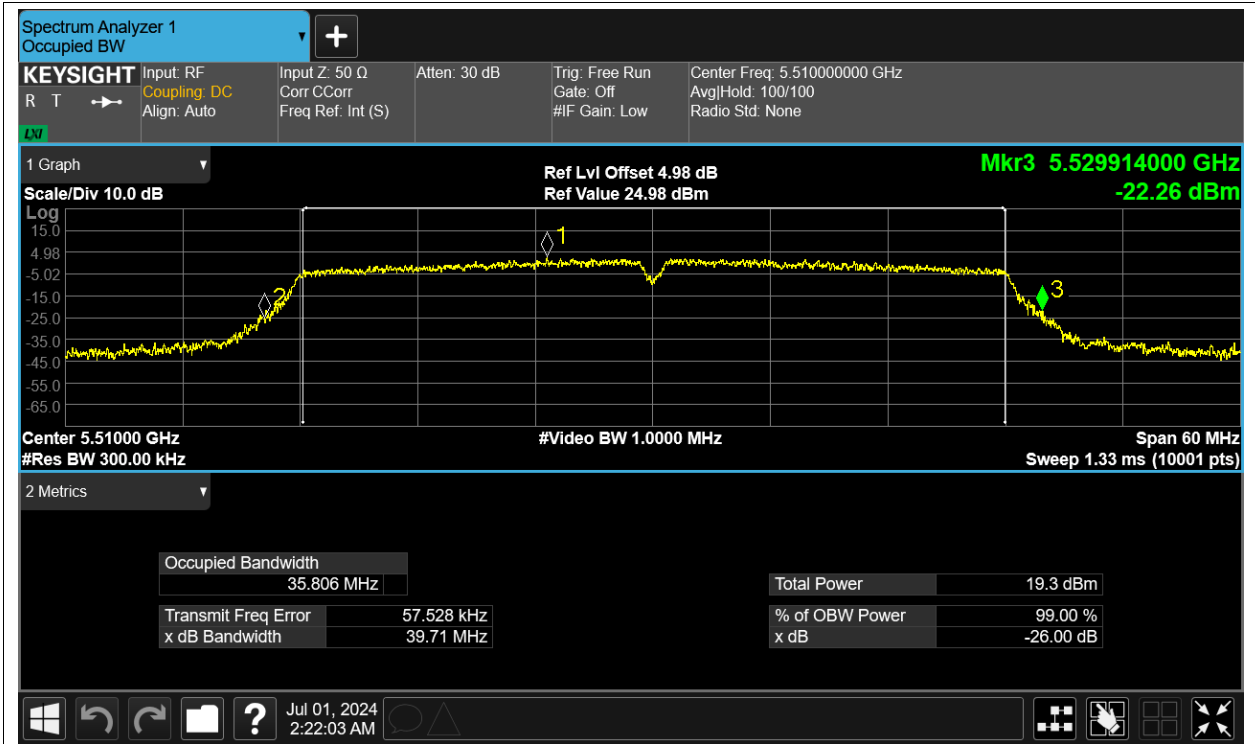 Spectrum Analyzer 1
Occupied BW
KEYSIGHT
R T
LXI
Input: RF
Coupling: DC
Align: Auto
Input Z: 50 Ω
Corr CCorr
Freq Ref: Int (S)
Atten: 30 dB
Trig: Free Run
Gate: Off
#IF Gain: Low
Center Freq: 5.510000000 GHz
Avg|Hold: 100/100
Radio Std: None
1 Graph
Scale/Div 10.0 dB
Ref Lvl Offset 4.98 dB
Ref Value 24.98 dBm
Mkr3 5.529914000 GHz
-22.26 dBm
Log
15.0
4.98
-5.02
-15.0
-25.0
-35.0
-45.0
-55.0
-65.0
1
2
3
Center 5.51000 GHz
#Video BW 1.0000 MHz
Span 60 MHz
#Res BW 300.00 kHz
Sweep 1.33 ms (10001 pts)
2 Metrics
Occupied Bandwidth
35.806 MHz
Transmit Freq Error 57.528 kHz
x dB Bandwidth 39.71 MHz
Total Power 19.3 dBm
% of OBW Power 99.00 %
x dB -26.00 dB
?
Jul 01, 2024
2:22:03 AM